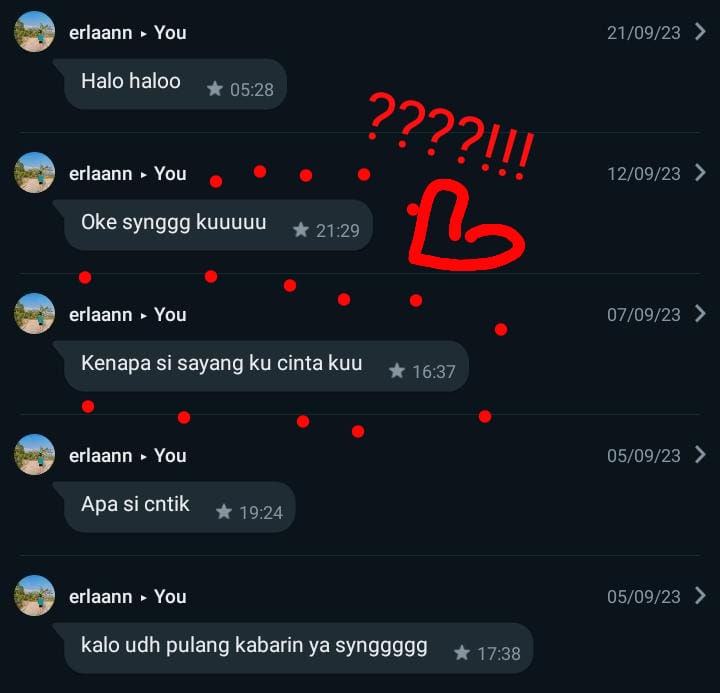 erlaann ▸ You 21/09/23
Halo haloo ★ 05:28
????!!!
erlaann ▸ You 12/09/23
Oke synggg kuuuuu ★ 21:29
erlaann ▸ You 07/09/23
Kenapa si sayang ku cinta kuu ★ 16:37
erlaann ▸ You 05/09/23
Apa si cntik ★ 19:24
erlaann ▸ You 05/09/23
kalo udh pulang kabarin ya synggggg ★ 17:38